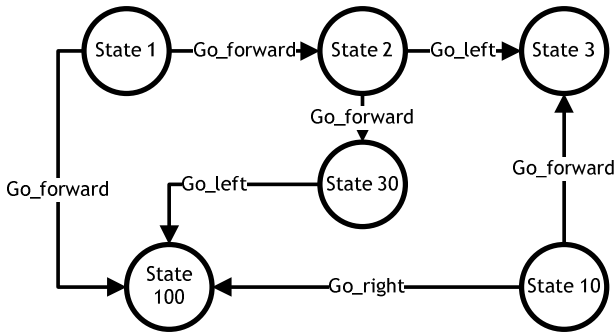 State 1
Go_forward
State 2
Go_left
State 3
Go_forward
Go_forward
Go_forward
Go_left
State 30
State
100
Go_right
State 10